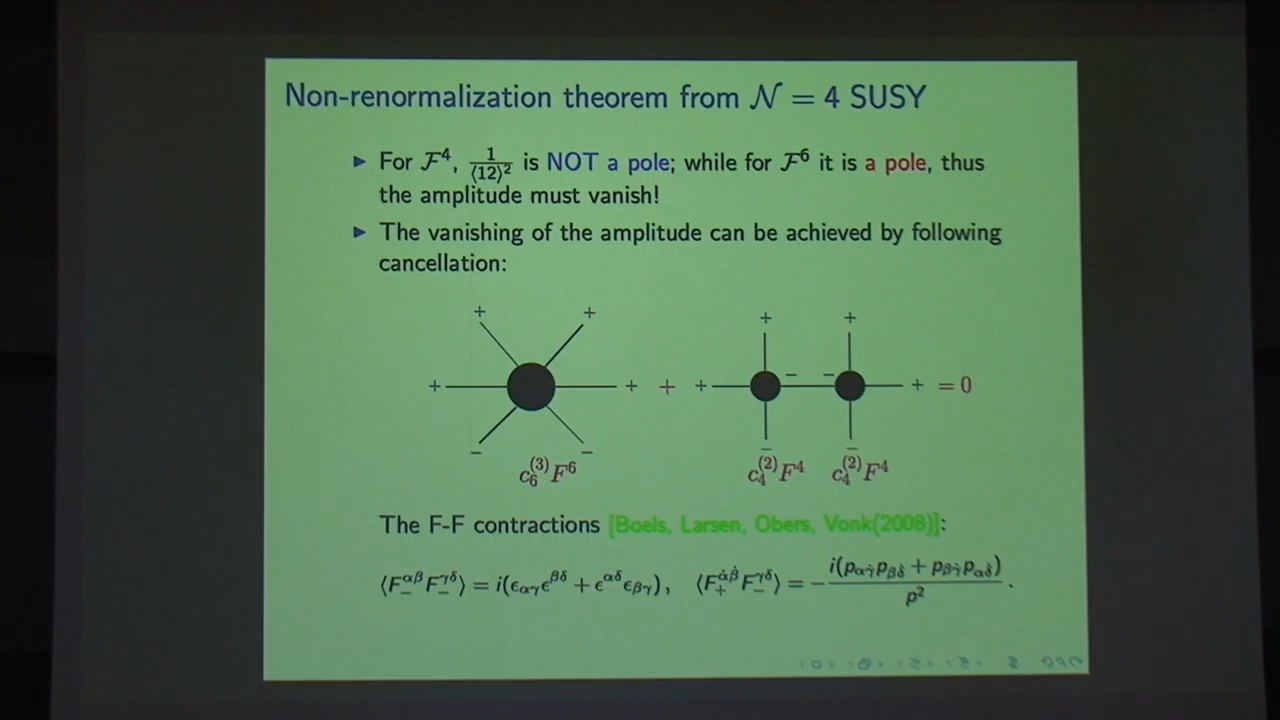 Non-renormalization theorem from 𝒩 = 4 SUSY
▸ For ℱ⁴, 1/⟨12⟩² is NOT a pole; while for ℱ⁶ it is a pole, thus
the amplitude must vanish!
▸ The vanishing of the amplitude can be achieved by following
cancellation:
+ + + +
+ + + + − − + = 0
− − − −
c₆⁽³⁾F⁶ c₄⁽²⁾F⁴ c₄⁽²⁾F⁴
The F-F contractions [Boels, Larsen, Obers, Vonk(2008)]:
⟨F₋^{αβ}F₋^{γδ}⟩ = i(ϵ_{αγ}ϵ^{βδ} + ϵ^{αδ}ϵ_{βγ}), ⟨F₊^{α̇β̇}F₋^{γδ}⟩ = −i(p_{αγ̇}p_{βδ̇} + p_{βγ̇}p_{αδ̇})/p² .